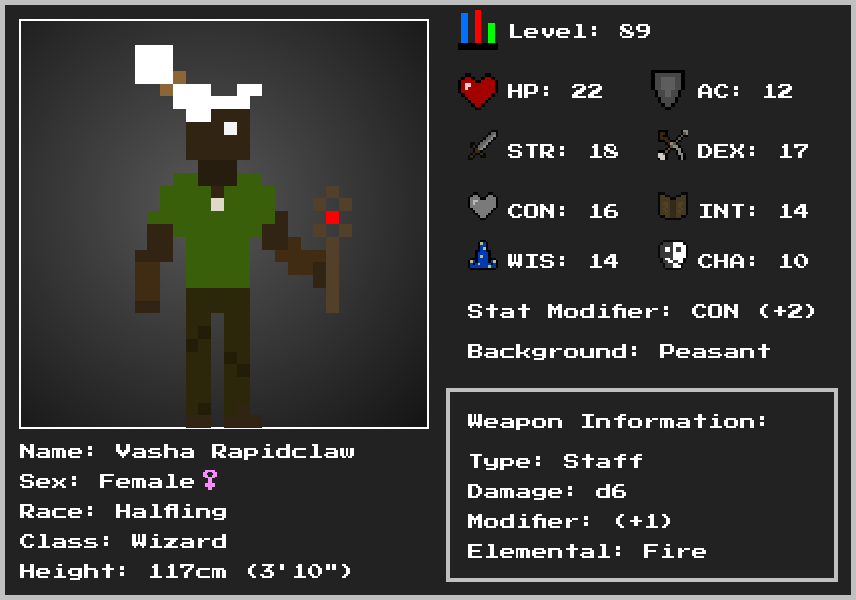 Level: 89
HP: 22
AC: 12
STR: 18
DEX: 17
CON: 16
INT: 14
WIS: 14
CHA: 10
Stat Modifier: CON (+2)
Background: Peasant
Weapon Information:
Type: Staff
Damage: d6
Modifier: (+1)
Elemental: Fire
Name: Vasha Rapidclaw
Sex: Female♀
Race: Halfling
Class: Wizard
Height: 117cm (3'10")